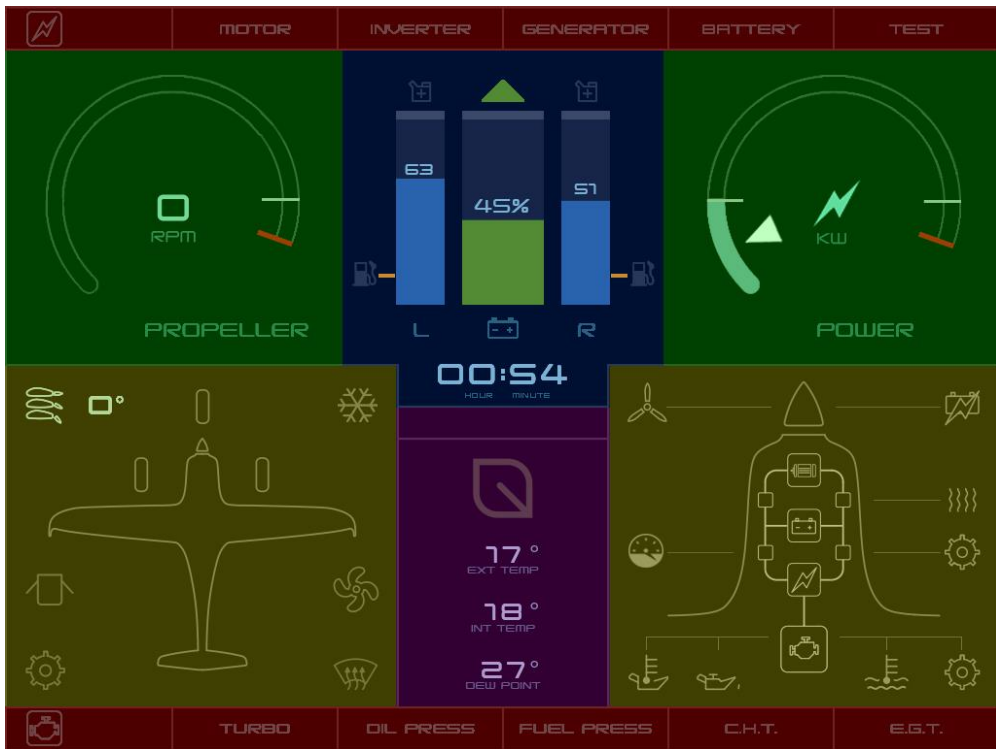 MOTOR INVERTER GENERATOR BATTERY TEST
63
45%
51
0
RPM
KW
PROPELLER
L
R
POWER
00:54
HOUR MINUTE
0°
17°
EXT TEMP
18°
INT TEMP
27°
DEW POINT
TURBO OIL PRESS FUEL PRESS C.H.T. E.G.T.